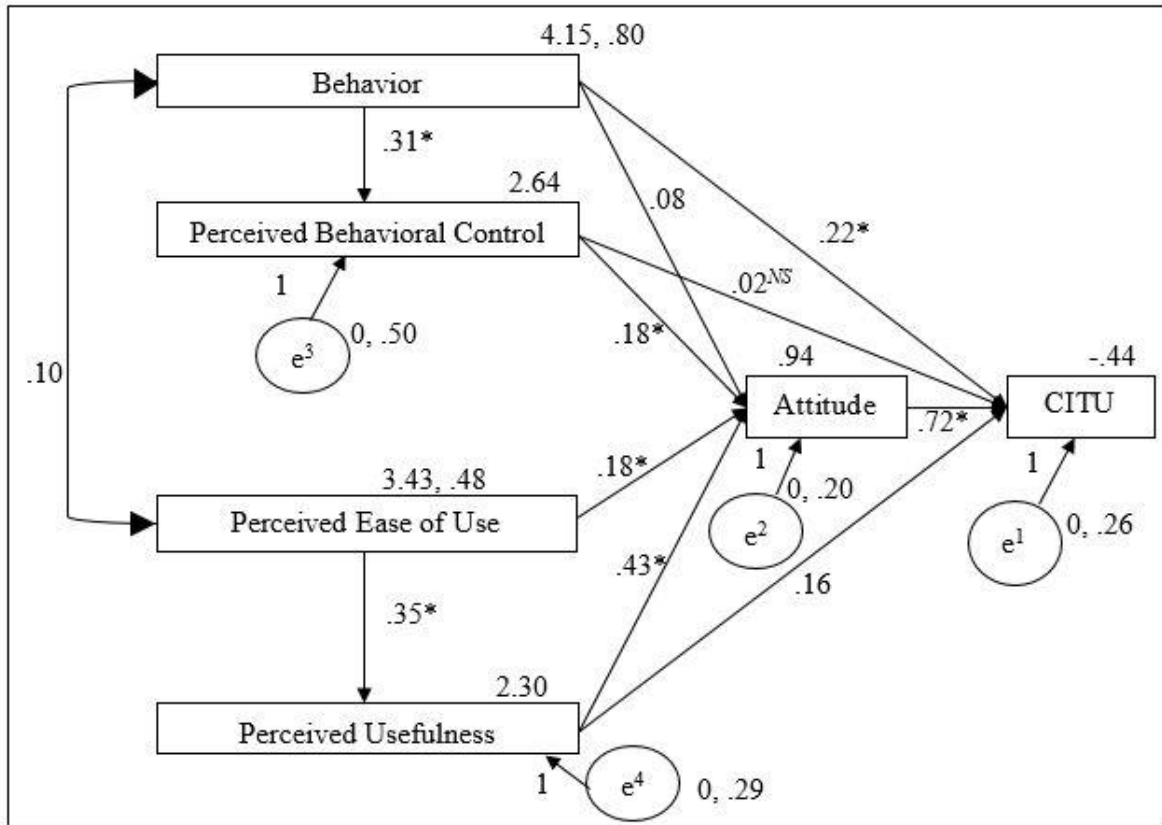 4.15, .80
Behavior
.31*
2.64
.08
Perceived Behavioral Control
.22*
.02NS
1
e3
0, .50
.18*
.10
.94
-.44
Attitude
.72*
CITU
1
1
3.43, .48
.18*
0, .20
Perceived Ease of Use
e2
0, .26
e1
.43*
.16
.35*
2.30
Perceived Usefulness
1
e4
0, .29